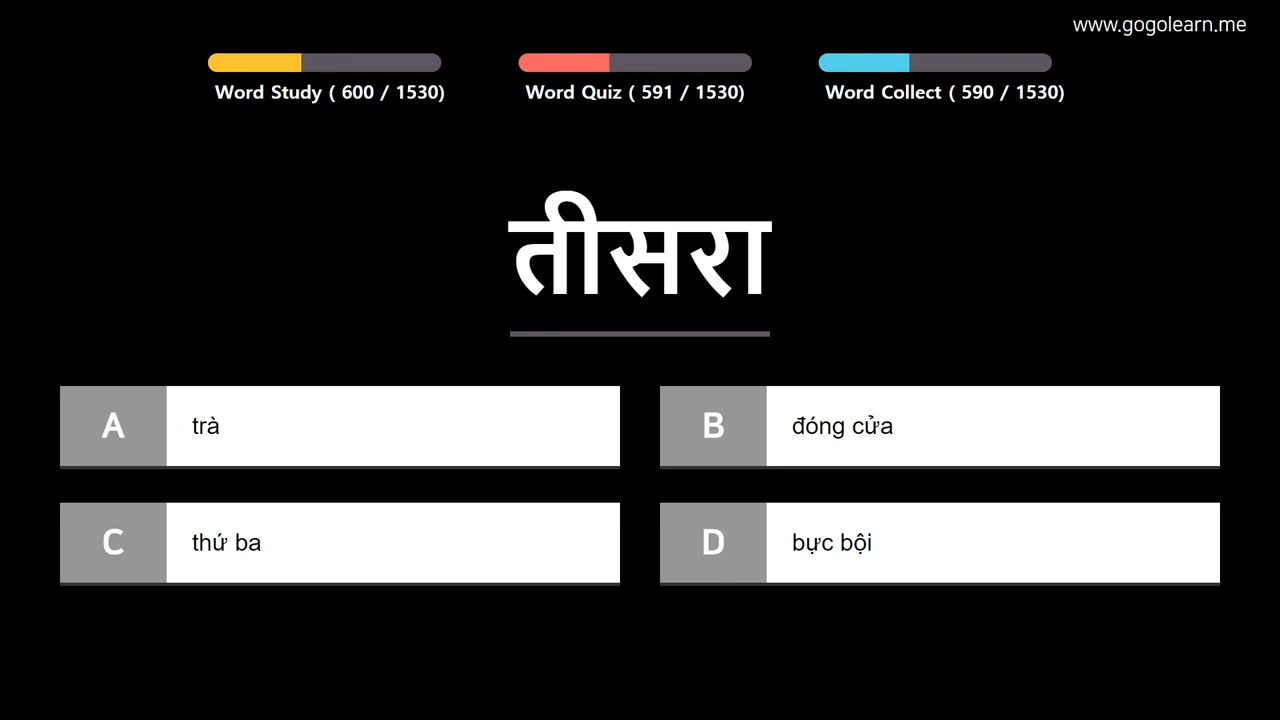 www.gogolearn.me
Word Study ( 600 / 1530)
Word Quiz ( 591 / 1530)
Word Collect ( 590 / 1530)
तीसरा
A trà
B đóng cửa
C thứ ba
D bực bội